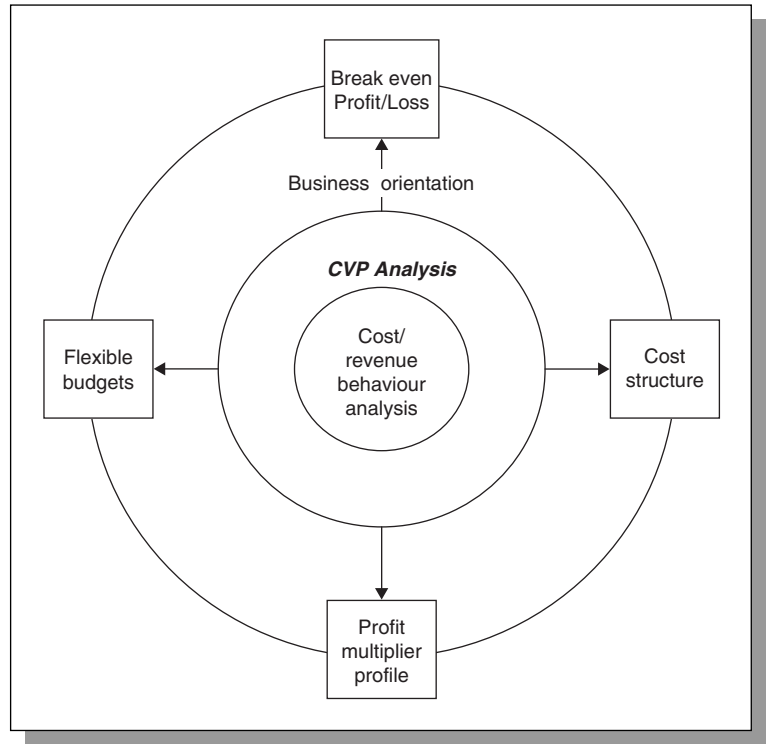 Break even
Profit/Loss
Business orientation
CVP Analysis
Cost/
revenue
behaviour
analysis
Flexible
budgets
Cost
structure
Profit
multiplier
profile